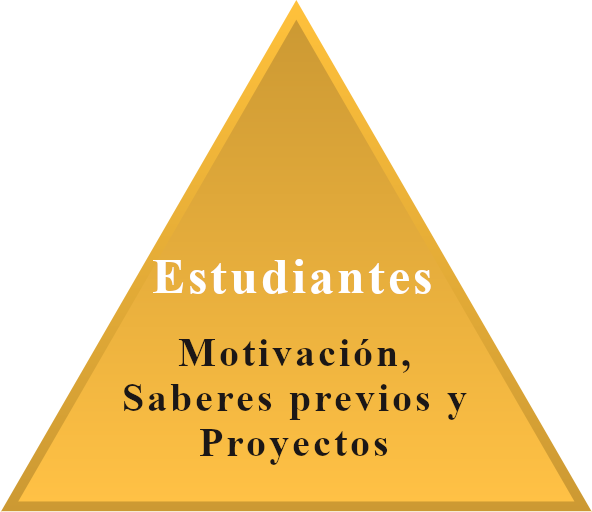 Estudiantes
Motivación,
Saberes previos y
Proyectos